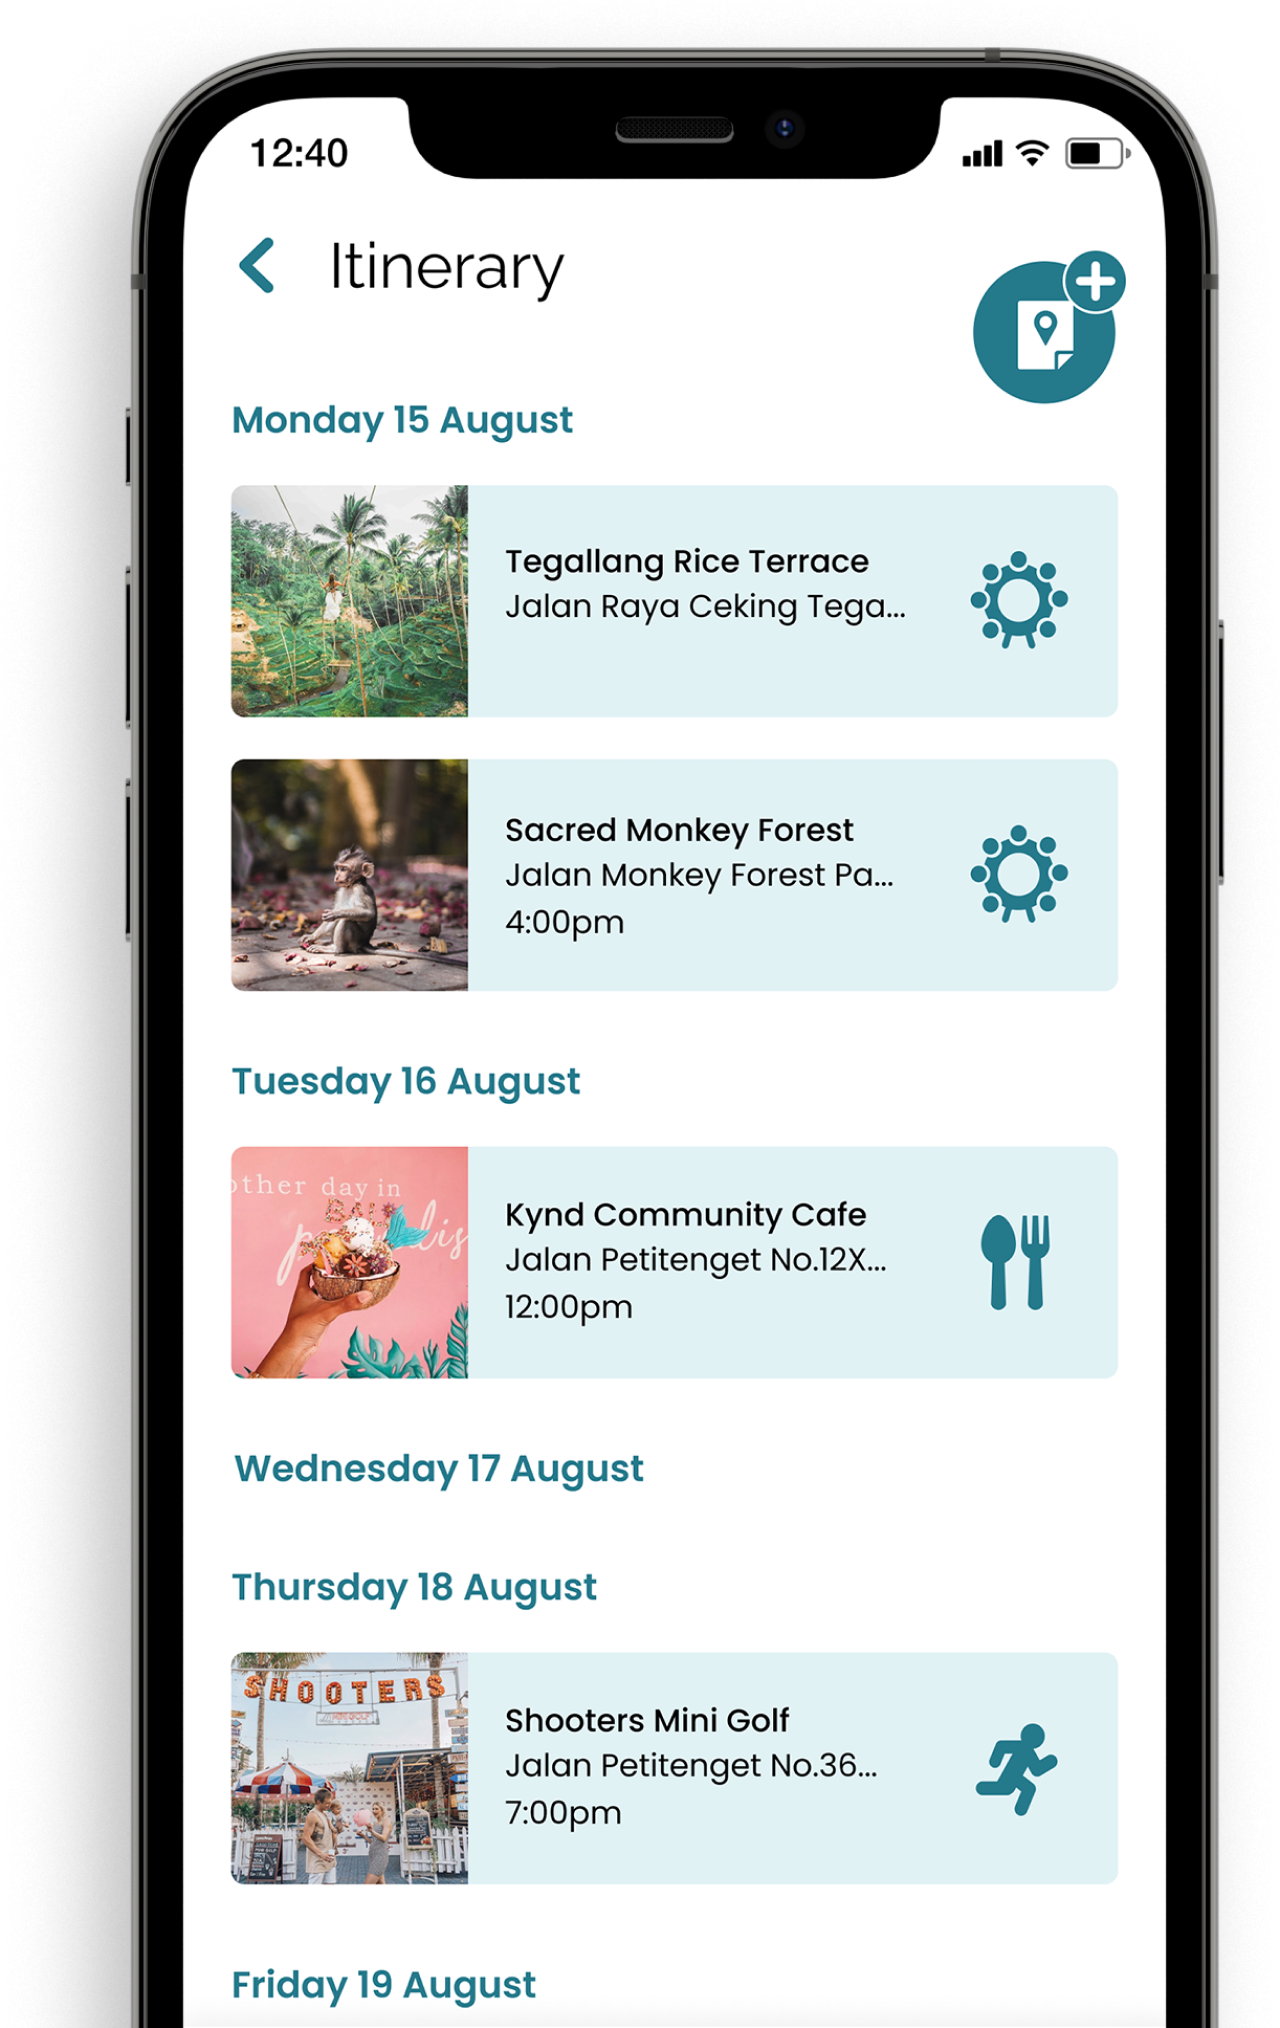 12:40
Itinerary
Monday 15 August
Tegallang Rice Terrace
Jalan Raya Ceking Tega...
Sacred Monkey Forest
Jalan Monkey Forest Pa...
4:00pm
Tuesday 16 August
other day in
BALI
Kynd Community Cafe
Jalan Petitenget No.12X...
12:00pm
Wednesday 17 August
Thursday 18 August
SHOOTERS
Shooters Mini Golf
Jalan Petitenget No.36...
7:00pm
Friday 19 August